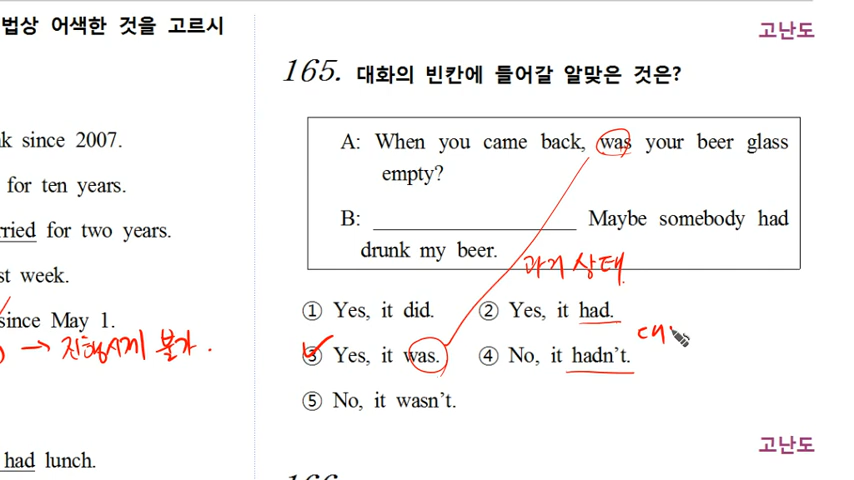 법상 어색한 것을 고르시
k since 2007.
for ten years.
rried for two years.
st week.
since May 1.
→ 진행시제 불가.
had lunch.
고난도
165. 대화의 빈칸에 들어갈 알맞은 것은?
A: When you came back, was your beer glass
empty?
B: ____________________ Maybe somebody had
drunk my beer.
과거 상태
① Yes, it did. ② Yes, it had.
③ Yes, it was. ④ No, it hadn't.
⑤ No, it wasn't.
고난도